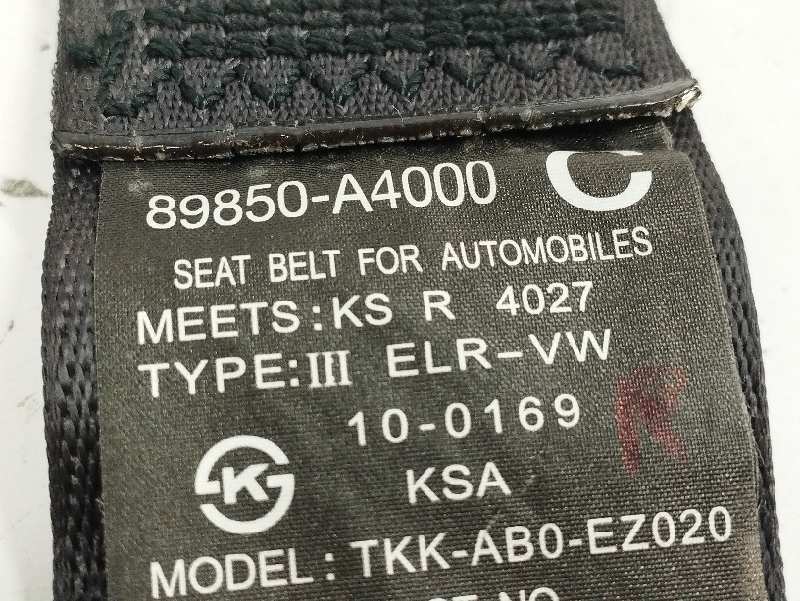 89850-A4000 C
SEAT BELT FOR AUTOMOBILES
MEETS:KS R 4027
TYPE:III ELR-VW
10-0169 R
K
KSA
MODEL: TKK-AB0-EZ020